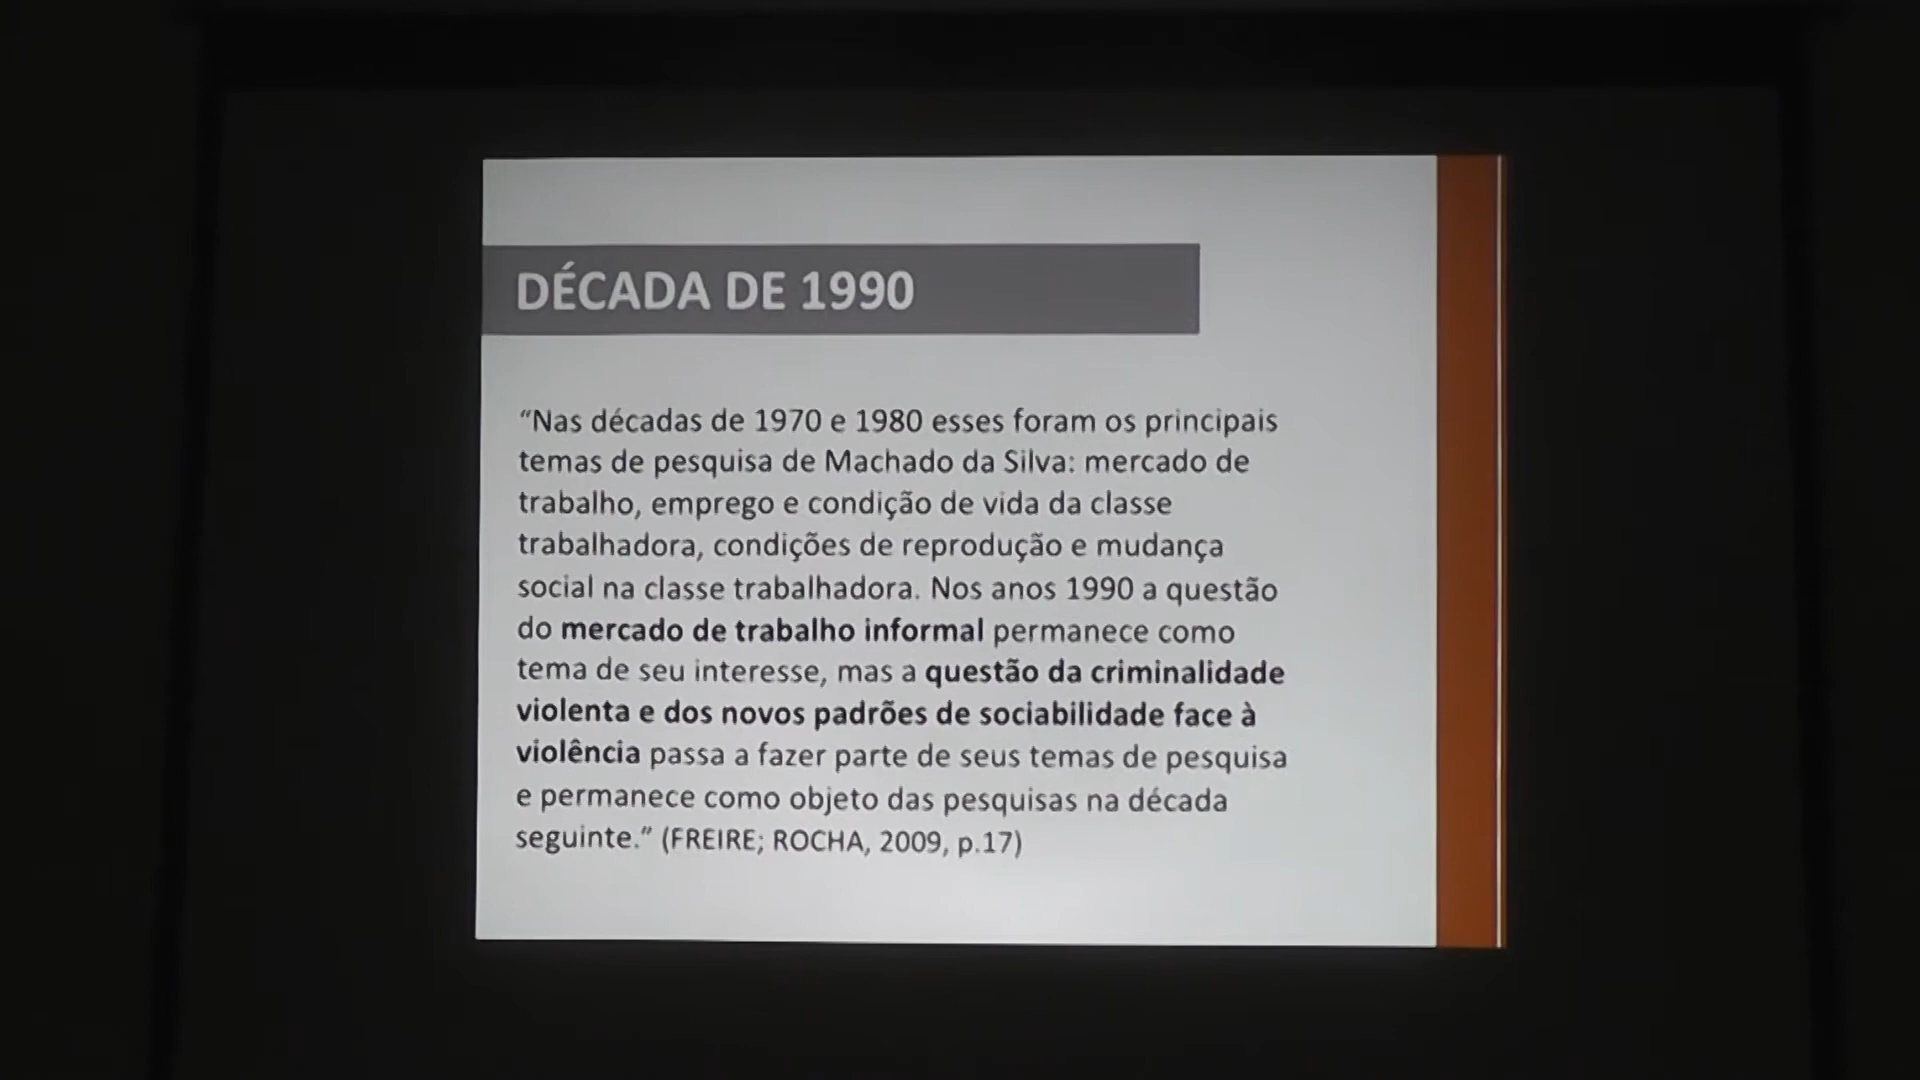 DÉCADA DE 1990
“Nas décadas de 1970 e 1980 esses foram os principais
temas de pesquisa de Machado da Silva: mercado de
trabalho, emprego e condição de vida da classe
trabalhadora, condições de reprodução e mudança
social na classe trabalhadora. Nos anos 1990 a questão
do mercado de trabalho informal permanece como
tema de seu interesse, mas a questão da criminalidade
violenta e dos novos padrões de sociabilidade face à
violência passa a fazer parte de seus temas de pesquisa
e permanece como objeto das pesquisas na década
seguinte.” (FREIRE; ROCHA, 2009, p.17)